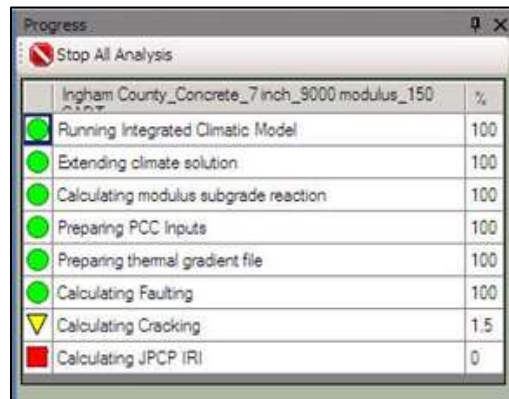 Progress
Stop All Analysis
Ingham County_Concrete_7 inch_9000 modulus_150 %
Running Integrated Climatic Model 100
Extending climate solution 100
Calculating modulus subgrade reaction 100
Preparing PCC Inputs 100
Preparing thermal gradient file 100
Calculating Faulting 100
Calculating Cracking 1.5
Calculating JPCP IRI 0